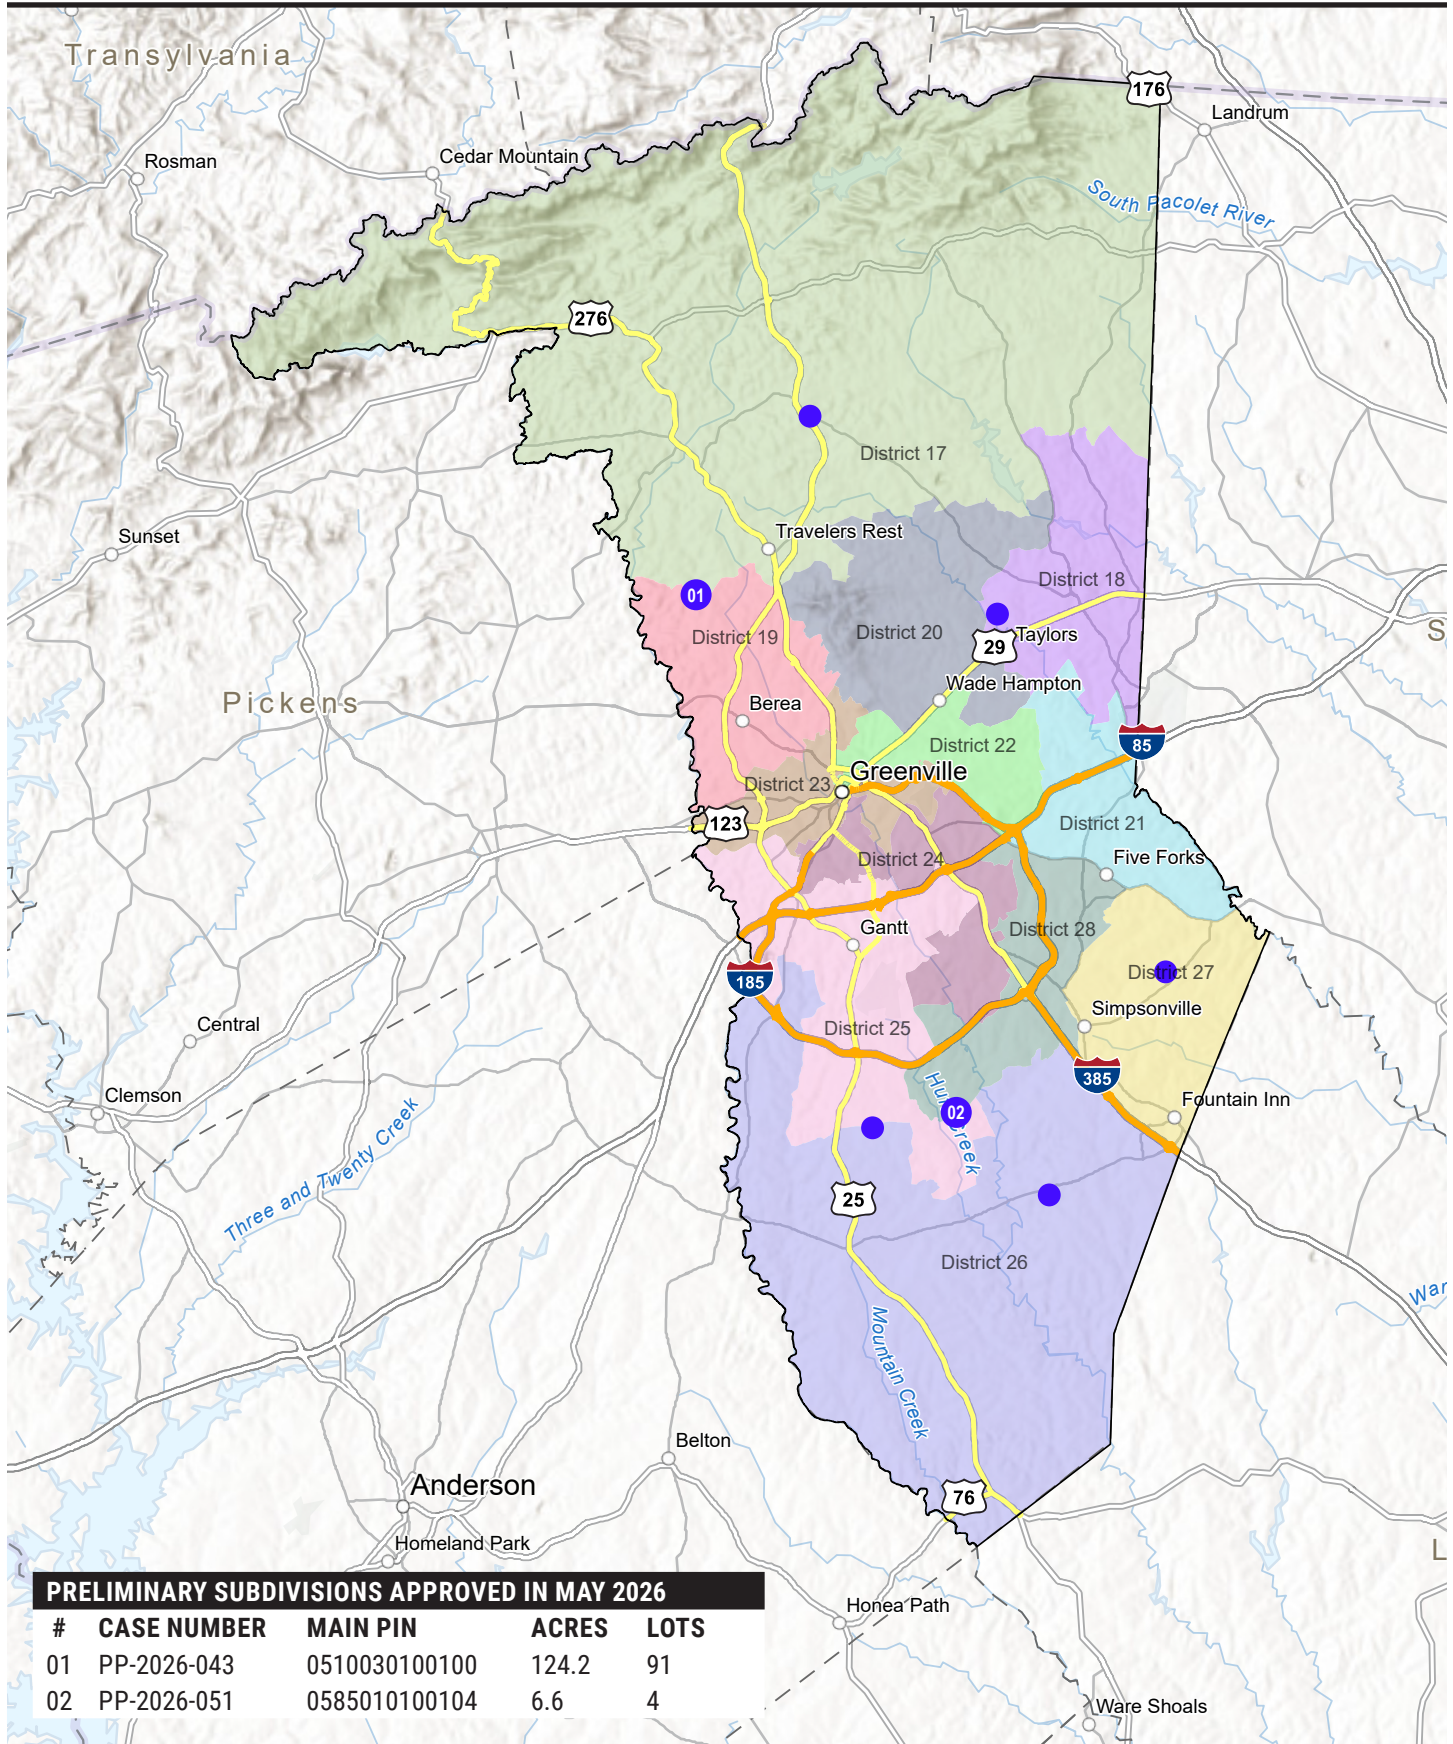 Transylvania
176
Landrum
Rosman
Cedar Mountain
South Pacolet River
276
District 17
Sunset
Travelers Rest
District 18
01
District 19
District 20
Taylors
29
Wade Hampton
Pickens
Berea
District 22
85
Greenville
District 23
123
District 21
District 24
Five Forks
Gantt
District 28
District 27
185
Simpsonville
Central
District 25
385
Clemson
Fountain Inn
02
Creek
Three and Twenty Creek
25
District 26
Mountain Creek
Belton
Anderson
76
Homeland Park
PRELIMINARY SUBDIVISIONS APPROVED IN MAY 2026
# CASE NUMBER MAIN PIN ACRES LOTS
01 PP-2026-043 0510030100100 124.2 91
02 PP-2026-051 0585010100104 6.6 4
Honea Path
Ware Shoals